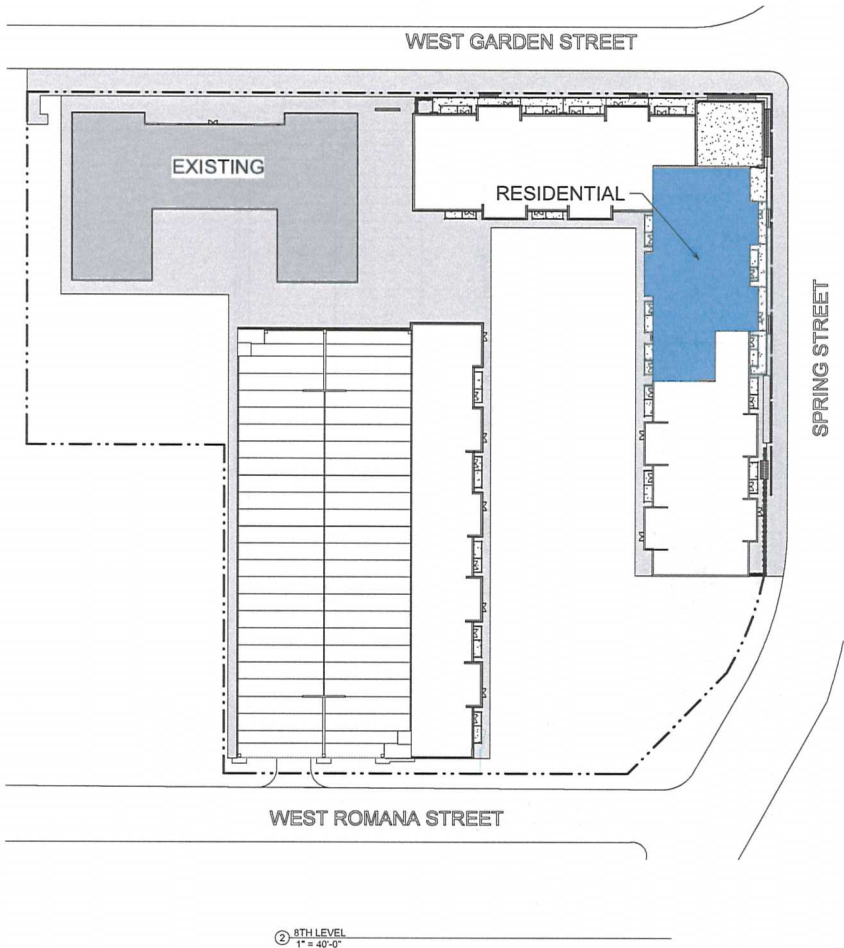 WEST GARDEN STREET
EXISTING
RESIDENTIAL
SPRING STREET
WEST ROMANA STREET
2 8TH LEVEL
1" = 40'-0"